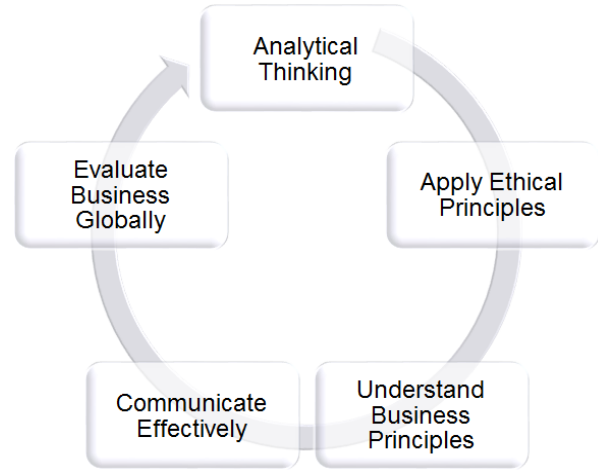 Analytical
Thinking
Apply Ethical
Principles
Understand
Business
Principles
Communicate
Effectively
Evaluate
Business
Globally